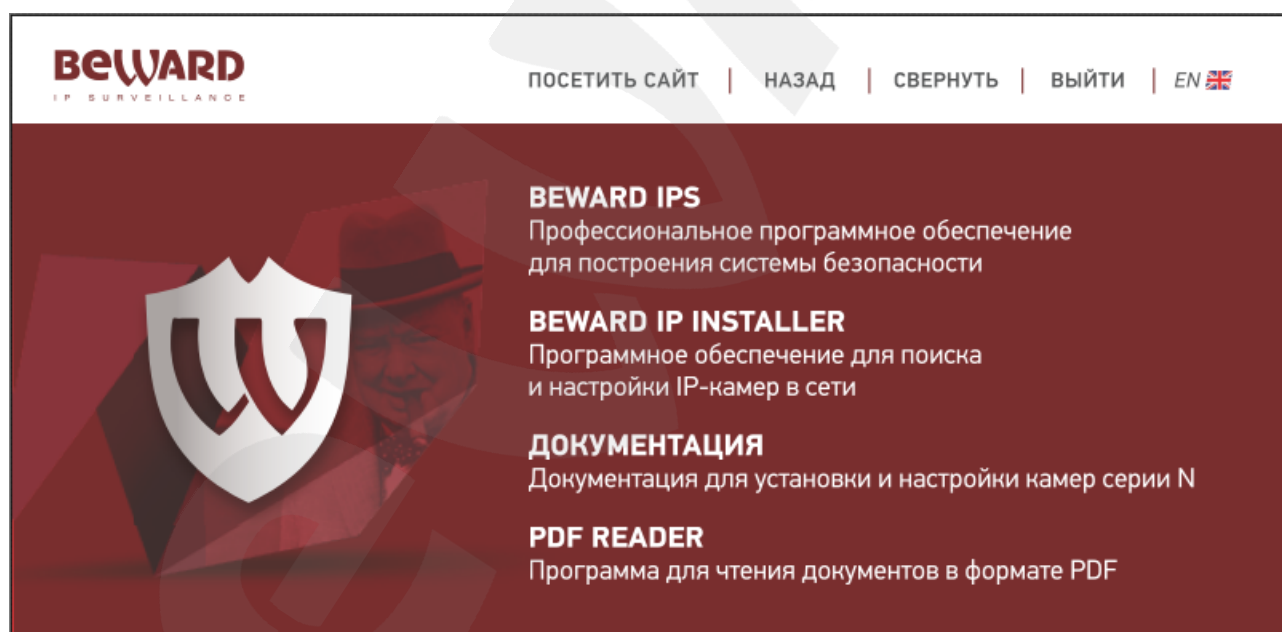 BEWARD
IP SURVEILLANCE
ПОСЕТИТЬ САЙТ | НАЗАД | СВЕРНУТЬ | ВЫЙТИ | EN
BEWARD IPS
Профессиональное программное обеспечение
для построения системы безопасности
BEWARD IP INSTALLER
Программное обеспечение для поиска
и настройки IP-камер в сети
ДОКУМЕНТАЦИЯ
Документация для установки и настройки камер серии N
PDF READER
Программа для чтения документов в формате PDF